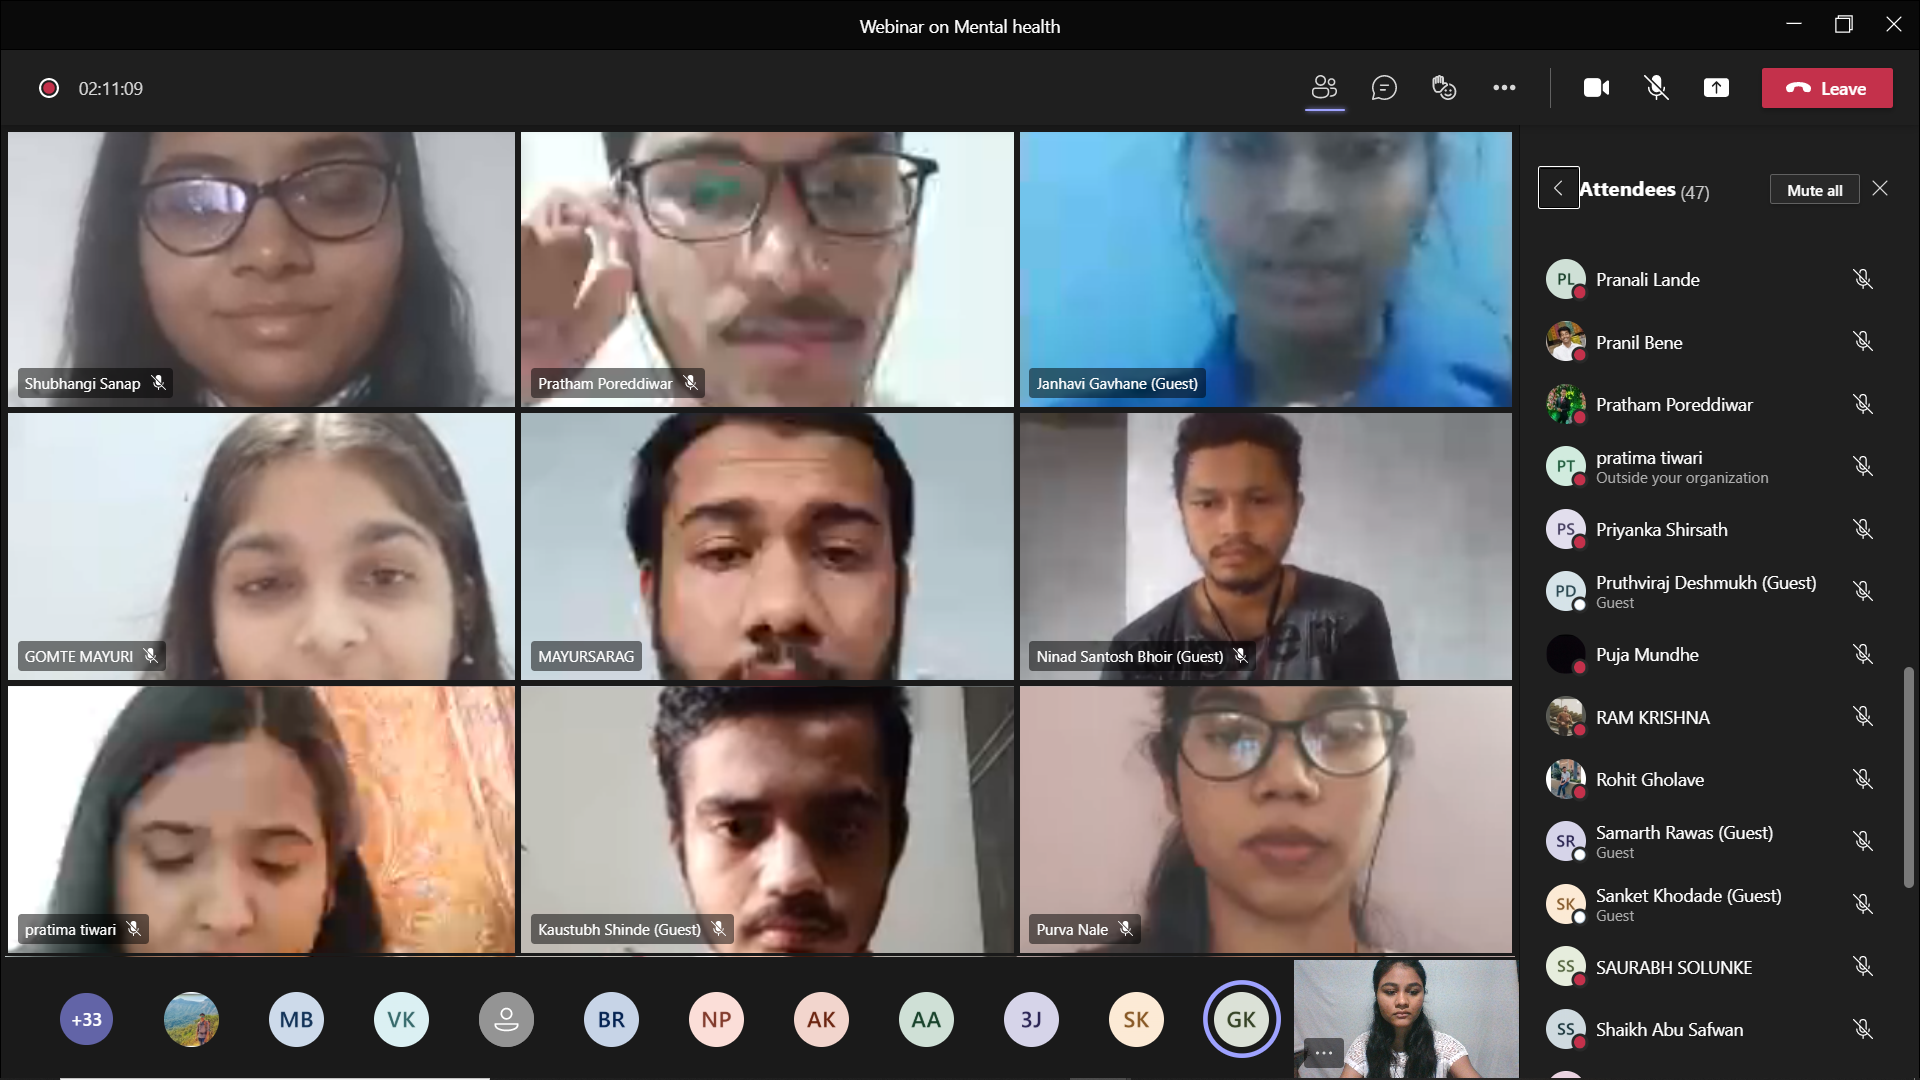 Webinar on Mental health
02:11:09
Leave
Shubhangi Sanap
Pratham Poreddiwar
Janhavi Gavhane (Guest)
GOMTE MAYURI
MAYURSARAG
Ninad Santosh Bhoir (Guest)
pratima tiwari
Kaustubh Shinde (Guest)
Purva Nale
+33
MB
VK
BR
NP
AK
AA
3J
SK
GK
Attendees (47)
Mute all
PL
Pranali Lande
Pranil Bene
Pratham Poreddiwar
PT
pratima tiwari
Outside your organization
PS
Priyanka Shirsath
PD
Pruthviraj Deshmukh (Guest)
Guest
Puja Mundhe
RAM KRISHNA
Rohit Gholave
SR
Samarth Rawas (Guest)
Guest
SK
Sanket Khodade (Guest)
Guest
SS
SAURABH SOLUNKE
SS
Shaikh Abu Safwan